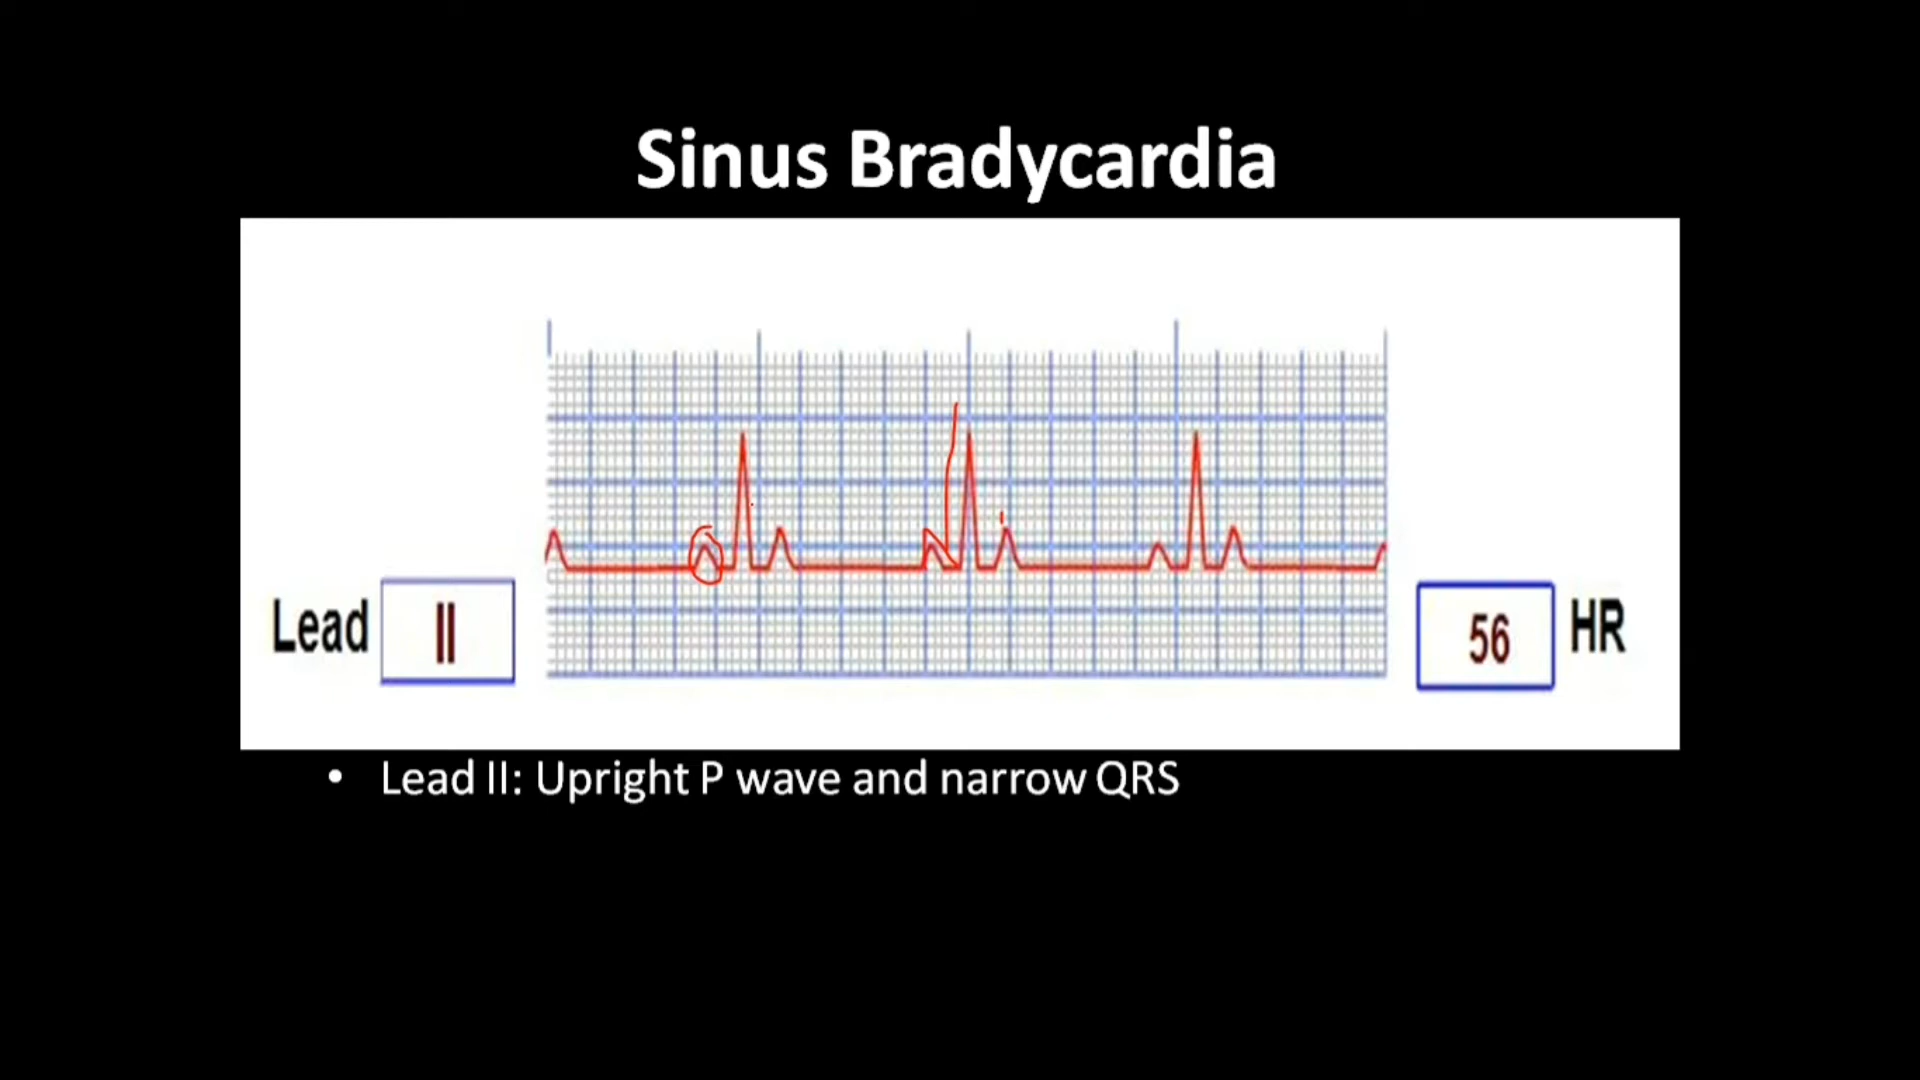 Sinus Bradycardia
Lead II
56 HR
• Lead II: Upright P wave and narrow QRS